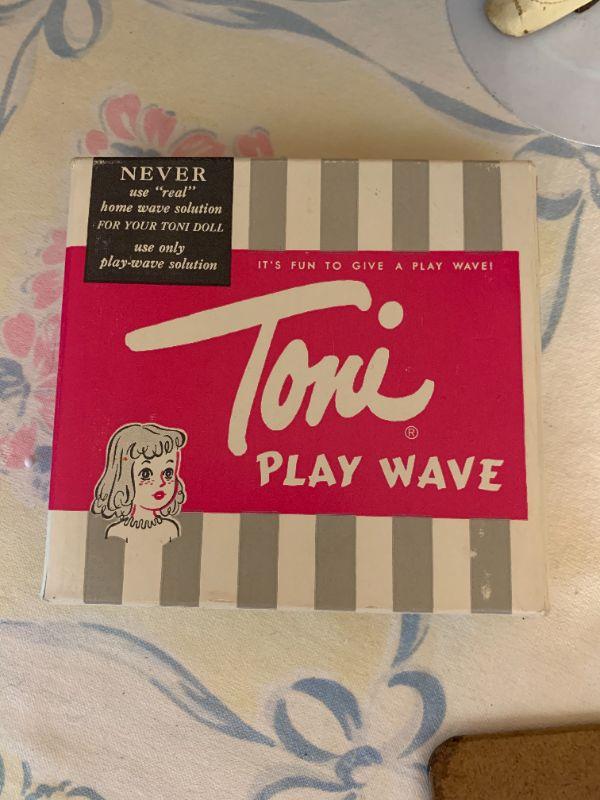 NEVER
use "real"
home wave solution
FOR YOUR TONI DOLL
use only
play-wave solution
IT'S FUN TO GIVE A PLAY WAVE!
Toni
®
PLAY WAVE